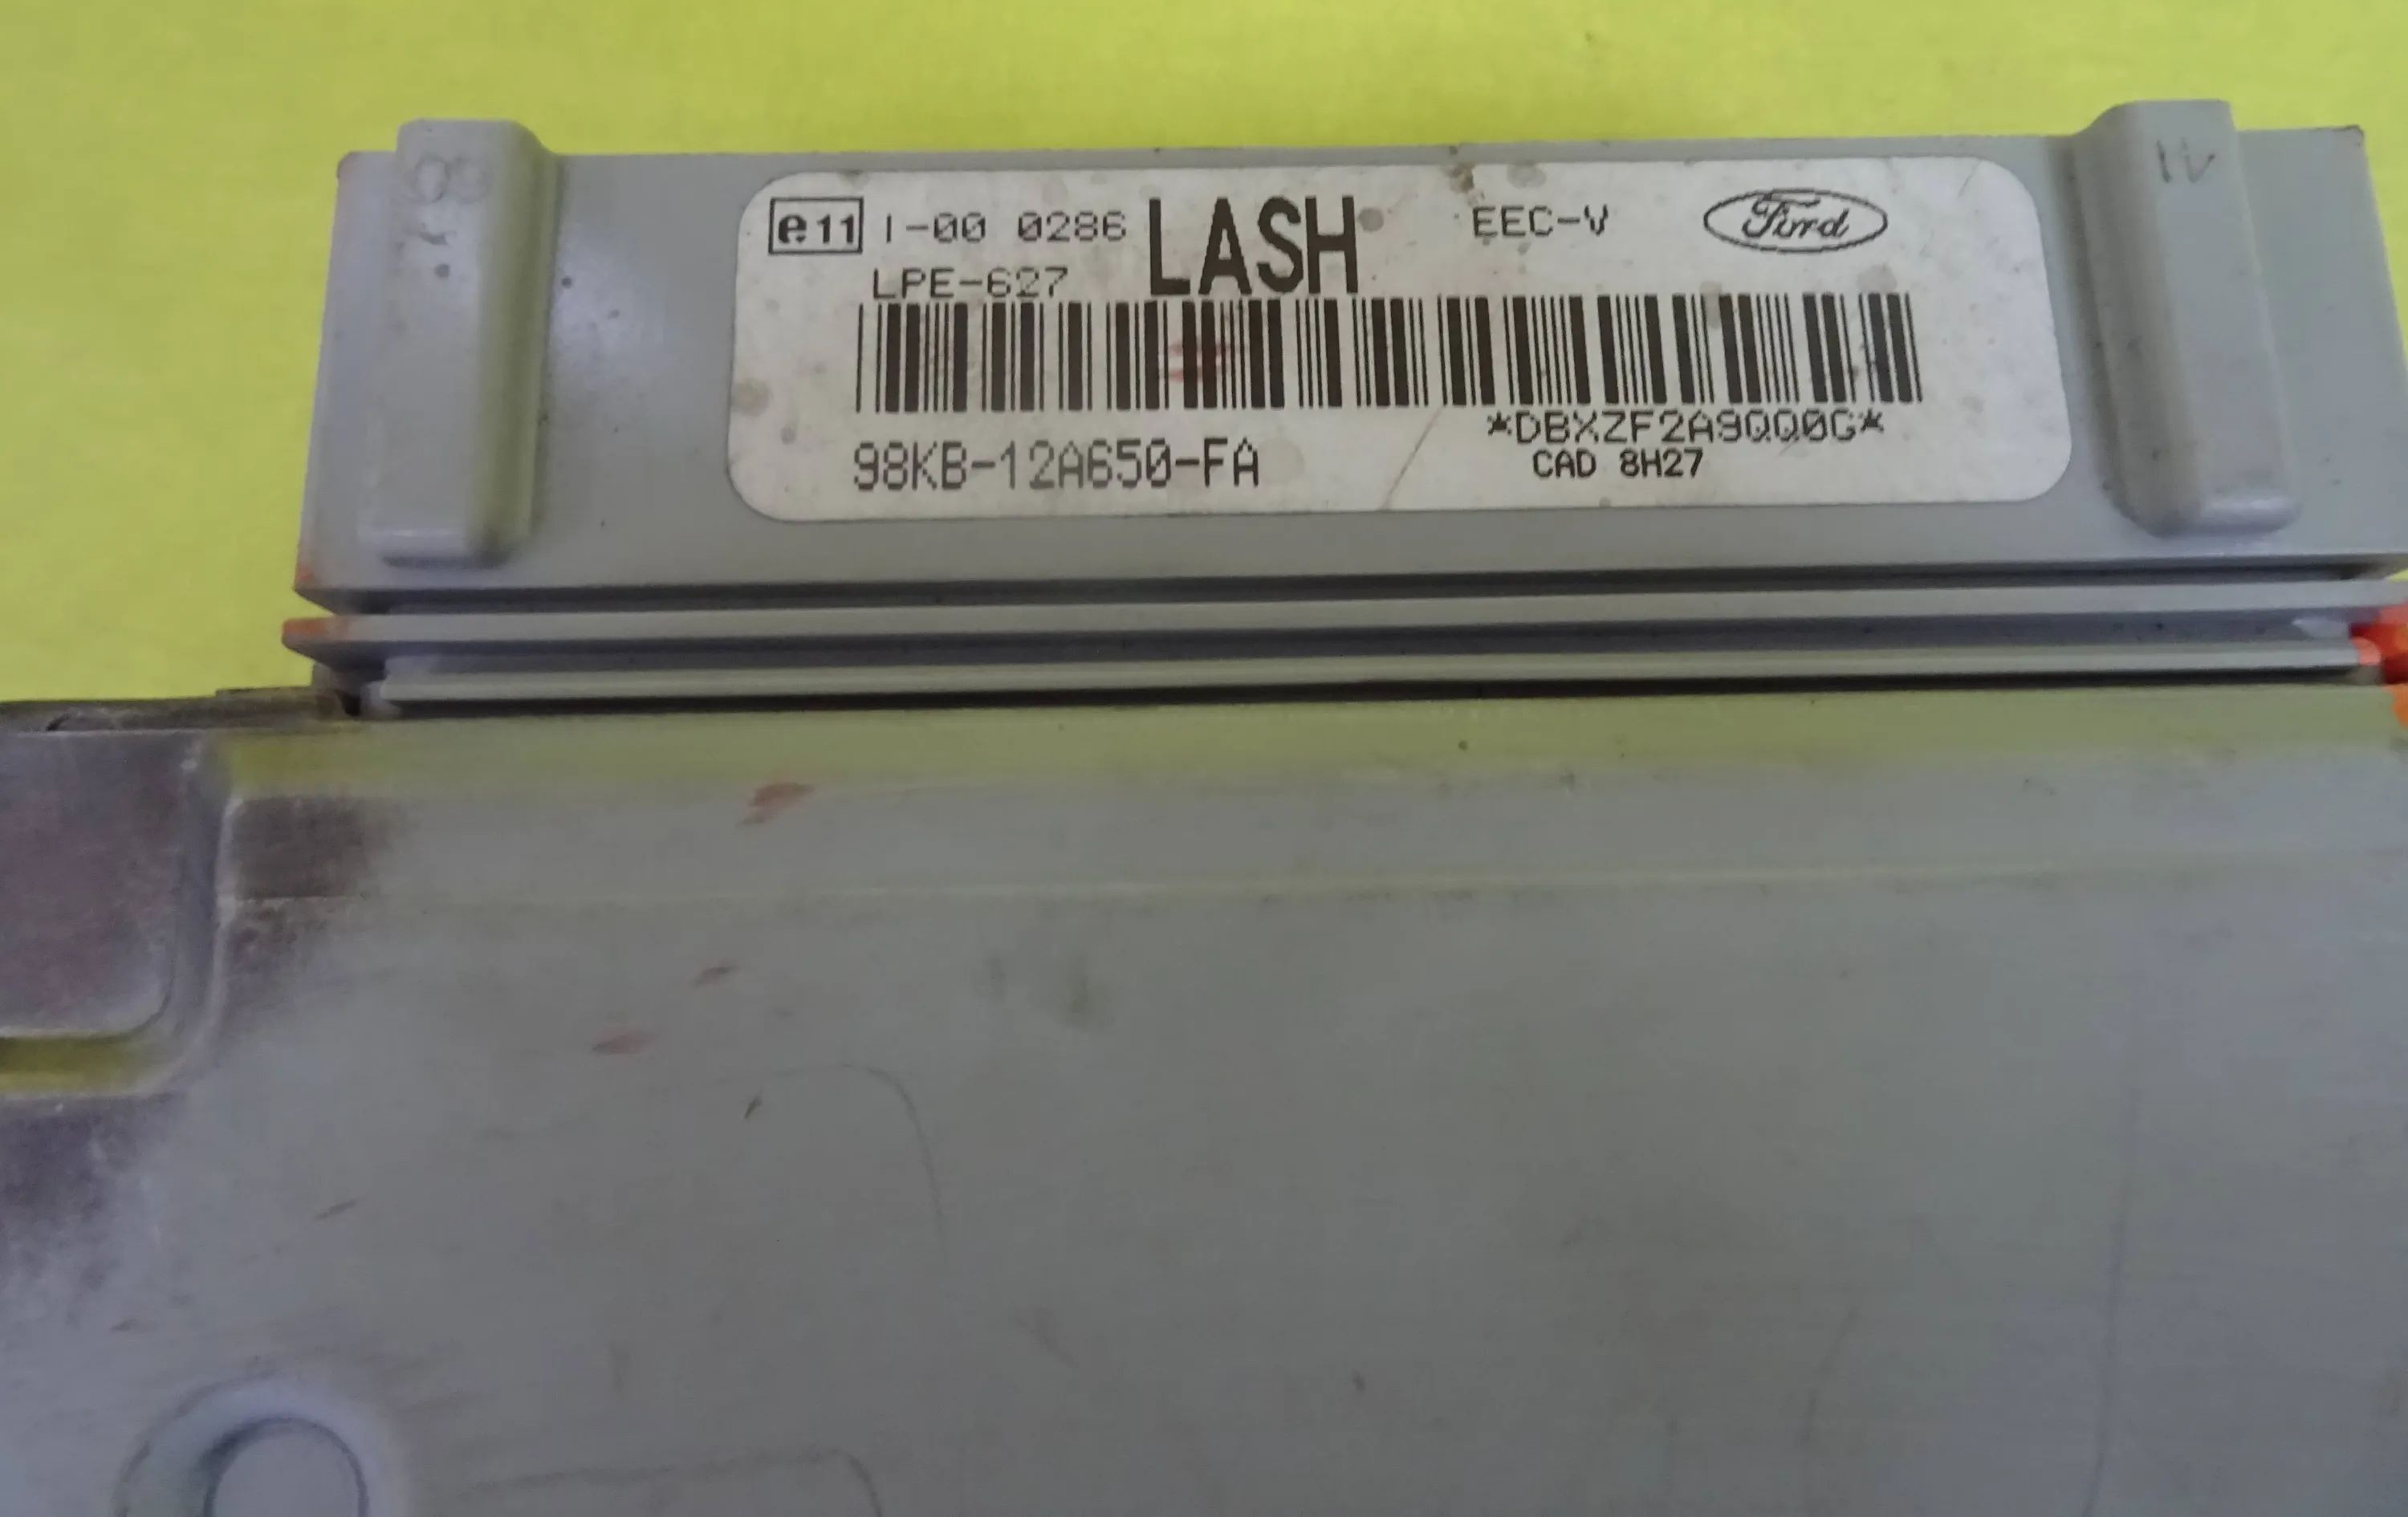 e11 I-00 0286 LASH EEC-V Ford
LPE-627
*DBXZF2A9QQ0G*
98KB-12A650-FA
CAD 8H27